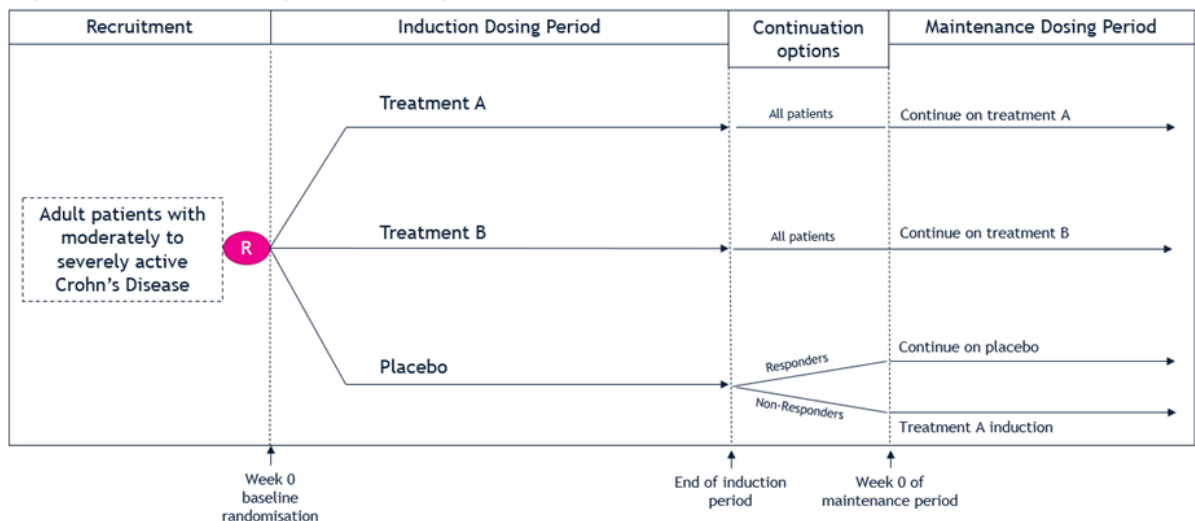 Recruitment
Induction Dosing Period
Continuation
options
Maintenance Dosing Period
Treatment A
All patients
Continue on treatment A
Adult patients with
moderately to
severely active
Crohn's Disease
R
Treatment B
All patients
Continue on treatment B
Placebo
Responders
Continue on placebo
Non-Responders
Treatment A induction
Week 0
baseline
randomisation
End of induction
period
Week 0 of
maintenance period